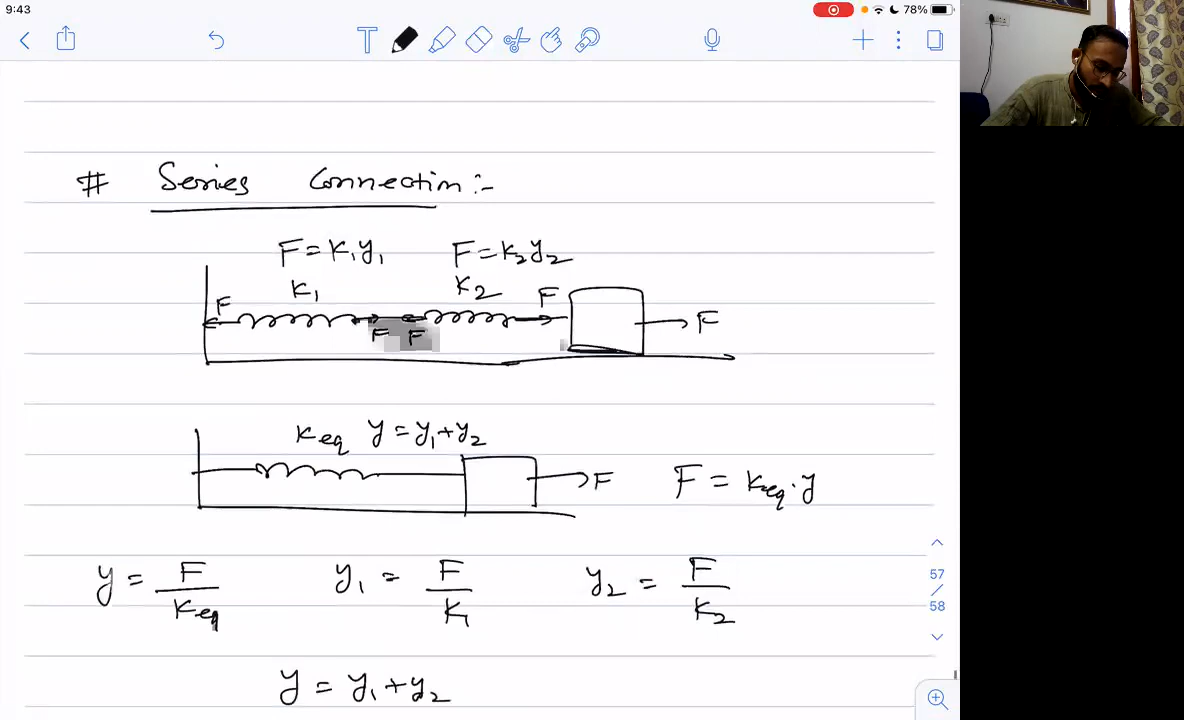 9:43 78%
# Series Connection :-
F = K₁y₁ F = K₂y₂
K₁ K₂
F F F F F
Keq y = y₁+y₂
F F = Keq.y
y = F/Keq y₁ = F/K₁ y₂ = F/K₂
57
/
58
y = y₁+y₂